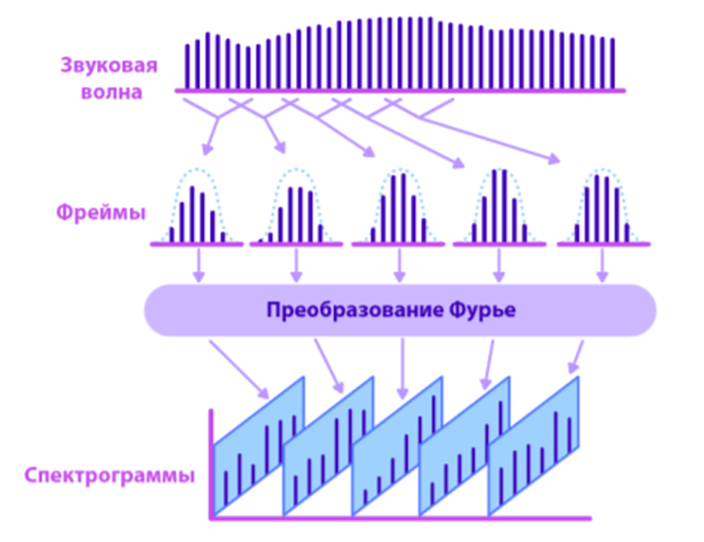 Звуковая
волна
Фреймы
Преобразование Фурье
Спектрограммы